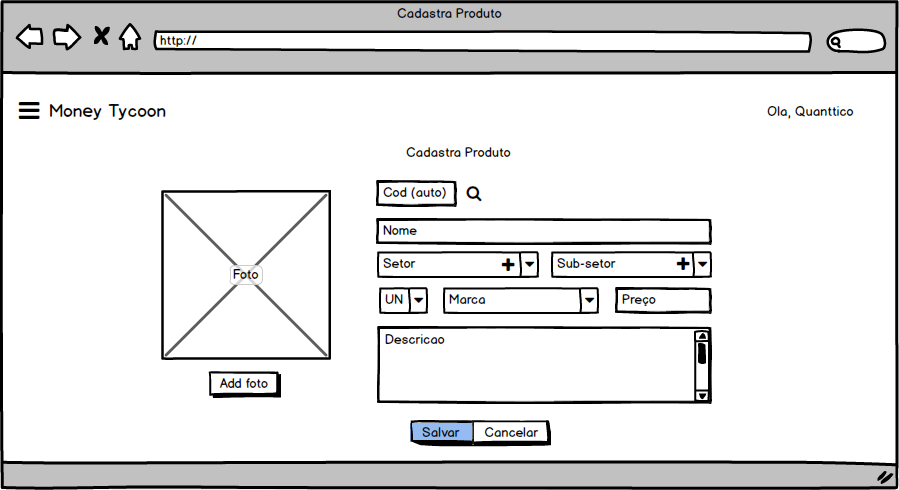 Cadastra Produto
http://
Money Tycoon
Ola, Quanttico
Cadastra Produto
Cod (auto)
Nome
Setor
Sub-setor
Foto
UN
Marca
Preço
Descricao
Add foto
Salvar
Cancelar